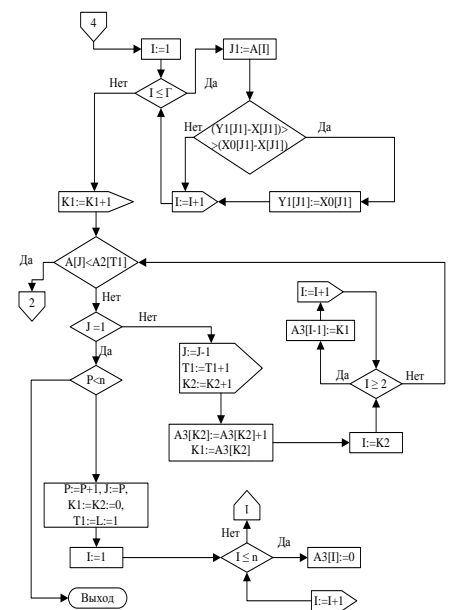 4
I:=1
J1:=A[I]
Нет
I ≤ Г
Да
Нет
(Y1[J1]-X[J1])>
>(X0[J1]-X[J1])
Да
K1:=K1+1
I:=I+1
Y1[J1]:=X0[J1]
Да
A[J]<A2[T1]
2
Нет
I:=I+1
J =1
Нет
A3[I-1]:=K1
Да
J:=J-1
T1:=T1+1
K2:=K2+1
P<n
Да
I ≥ 2
Нет
A3[K2]:=A3[K2]+1
K1:=A3[K2]
I:=K2
P:=P+1, J:=P,
K1:=K2:=0,
T1:=L:=1
1
Нет
I:=1
I ≤ n
Да
A3[I]:=0
Выход
I:=I+1